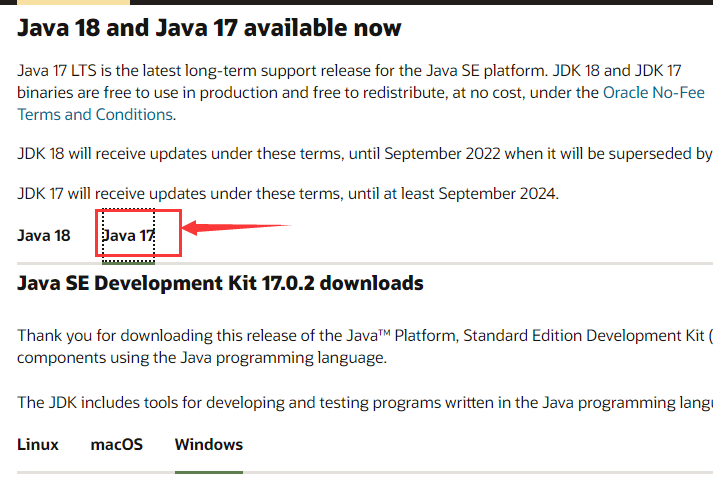 Java 18 and Java 17 available now
Java 17 LTS is the latest long-term support release for the Java SE platform. JDK 18 and JDK 17
binaries are free to use in production and free to redistribute, at no cost, under the Oracle No-Fee
Terms and Conditions.
JDK 18 will receive updates under these terms, until September 2022 when it will be superseded by
JDK 17 will receive updates under these terms, until at least September 2024.
Java 18 Java 17
Java SE Development Kit 17.0.2 downloads
Thank you for downloading this release of the Java™ Platform, Standard Edition Development Kit (
components using the Java programming language.
The JDK includes tools for developing and testing programs written in the Java programming langu
Linux macOS Windows